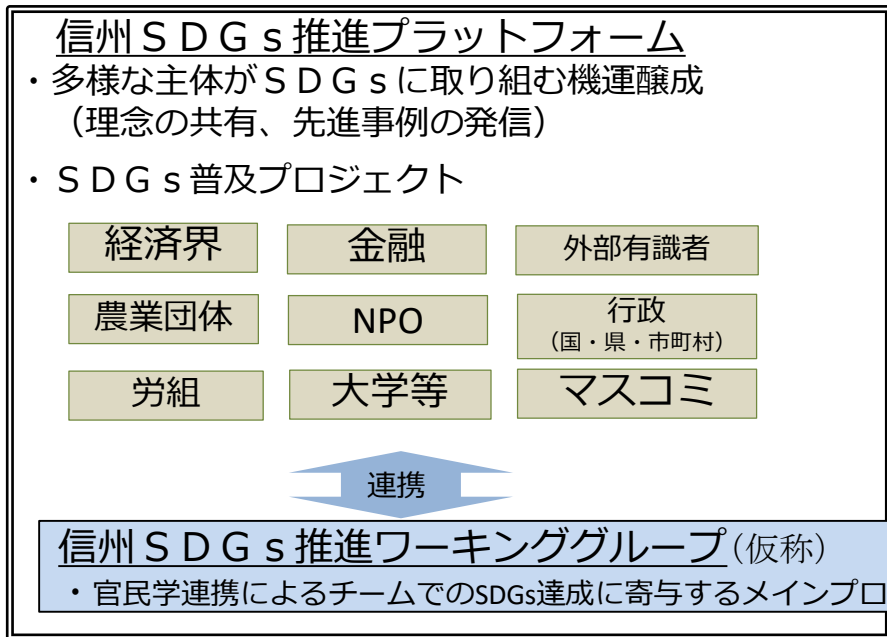 信州ＳＤＧｓ推進プラットフォーム
・多様な主体がＳＤＧｓに取り組む機運醸成
（理念の共有、先進事例の発信）
・ＳＤＧｓ普及プロジェクト
経済界 金融 外部有識者
農業団体 NPO 行政
（国・県・市町村）
労組 大学等 マスコミ
連携
信州ＳＤＧｓ推進ワーキンググループ（仮称）
・官民学連携によるチームでのSDGs達成に寄与するメインプロ